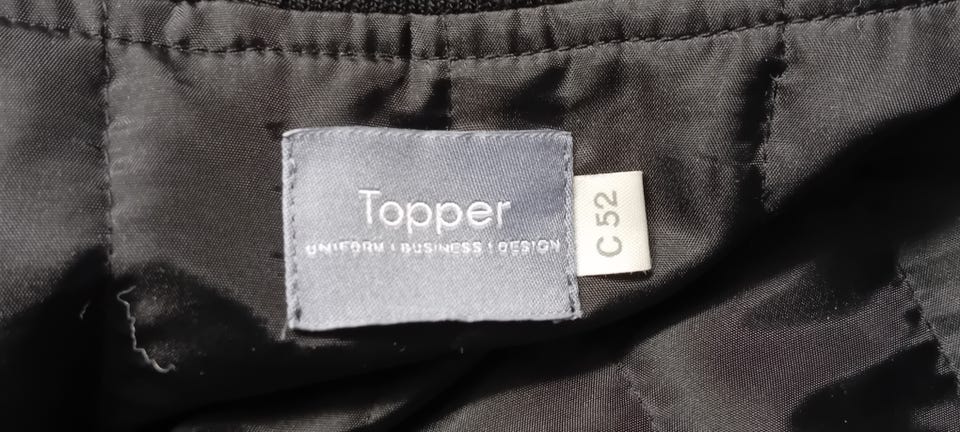 Topper
UNIFORM | BUSINESS | DESIGN
C 52